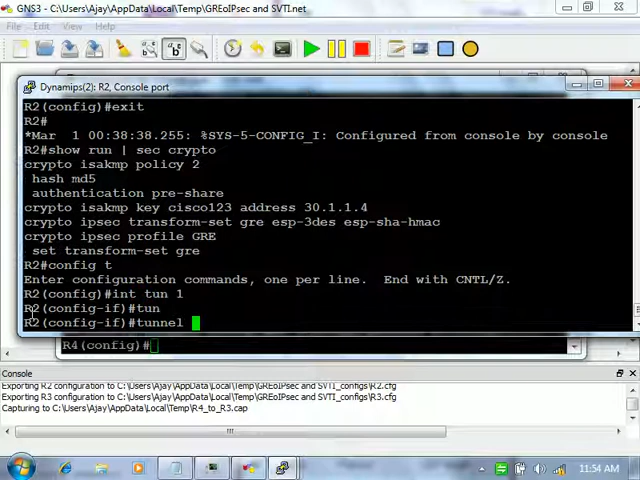 GNS3 - C:\Users\Ajay\AppData\Local\Temp\GREoIPsec and SVTI.net
File Edit View
Dynamips(2): R2, Console port
R2(config)#exit
R2#
*Mar  1 00:38:38.255: %SYS-5-CONFIG_I: Configured from console by console
R2#show run | sec crypto
crypto isakmp policy 2
 hash md5
 authentication pre-share
crypto isakmp key cisco123 address 30.1.1.4
crypto ipsec transform-set gre esp-3des esp-sha-hmac
crypto ipsec profile GRE
 set transform-set gre
R2#config t
Enter configuration commands, one per line.  End with CNTL/Z.
R2(config)#int tun 1
R2(config-if)#tun
R2(config-if)#tunnel
R4(config)#
Console
Exporting R2 configuration to C:\Users\Ajay\AppData\Local\Temp\GREoIPsec and SVTI_configs\R2.cfg
Exporting R3 configuration to C:\Users\Ajay\AppData\Local\Temp\GREoIPsec and SVTI_configs\R3.cfg
Capturing to C:\Users\Ajay\AppData\Local\Temp\R4_to_R3.cap
11:54 AM